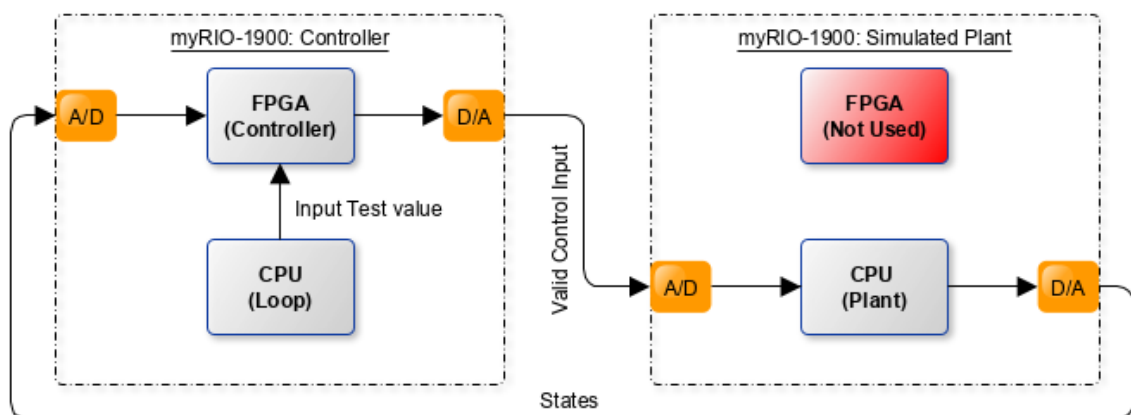 myRIO-1900: Controller
A/D
FPGA
(Controller)
D/A
Input Test value
CPU
(Loop)
Valid Control Input
myRIO-1900: Simulated Plant
FPGA
(Not Used)
A/D
CPU
(Plant)
D/A
States